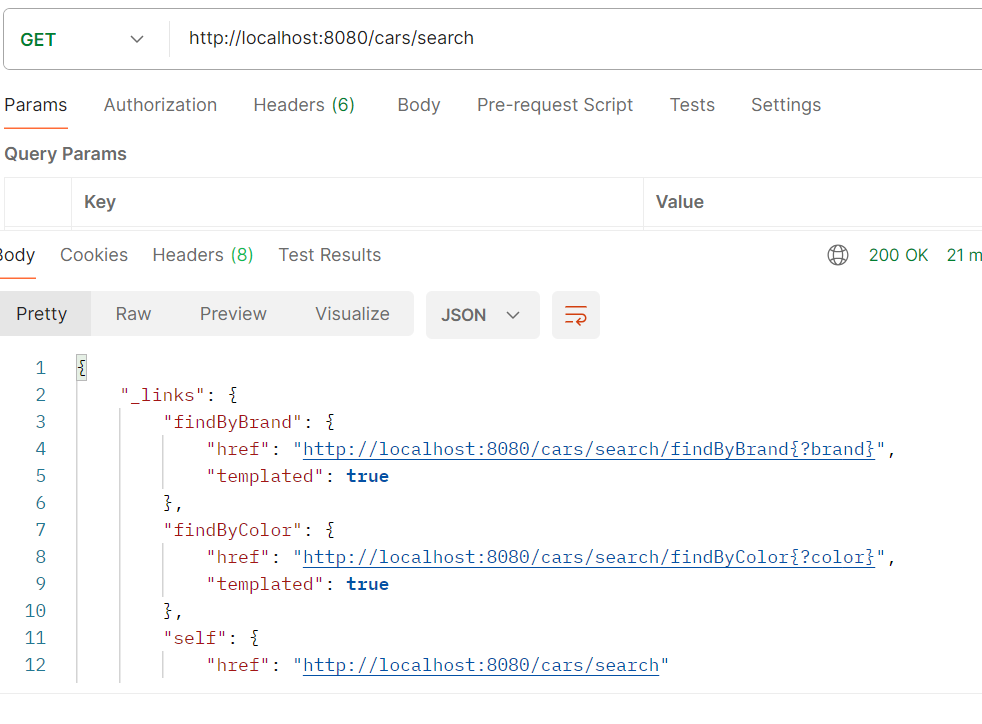 GET http://localhost:8080/cars/search
Params Authorization Headers (6) Body Pre-request Script Tests Settings
Query Params
Key Value
Body Cookies Headers (8) Test Results 200 OK 21 m
Pretty Raw Preview Visualize JSON
1 {
2 "_links": {
3 "findByBrand": {
4 "href": "http://localhost:8080/cars/search/findByBrand{?brand}",
5 "templated": true
6 },
7 "findByColor": {
8 "href": "http://localhost:8080/cars/search/findByColor{?color}",
9 "templated": true
10 },
11 "self": {
12 "href": "http://localhost:8080/cars/search"